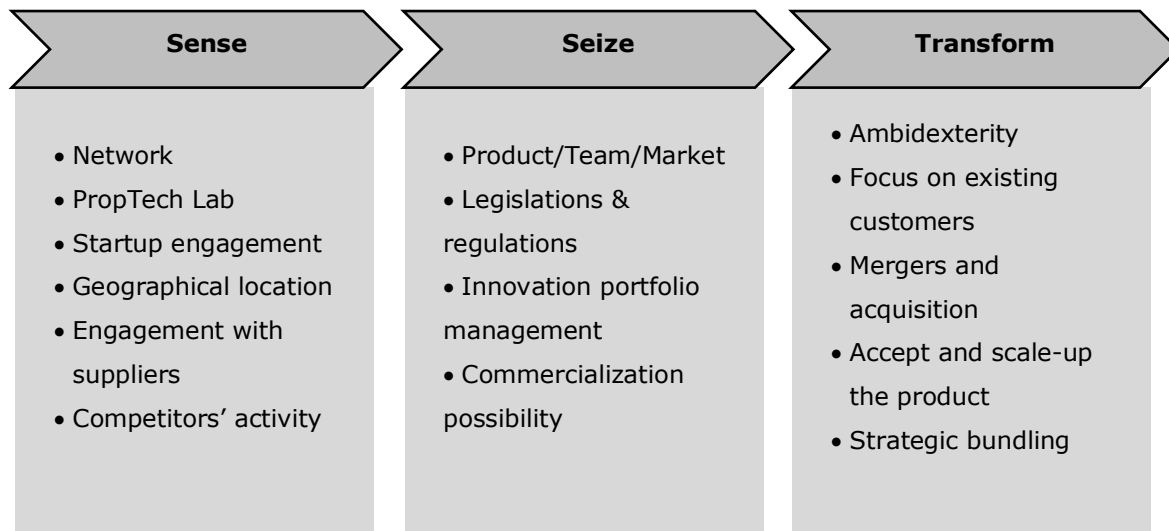 Sense
• Network
• PropTech Lab
• Startup engagement
• Geographical location
• Engagement with
suppliers
• Competitors’ activity
Seize
• Product/Team/Market
• Legislations &
regulations
• Innovation portfolio
management
• Commercialization
possibility
Transform
• Ambidexterity
• Focus on existing
customers
• Mergers and
acquisition
• Accept and scale-up
the product
• Strategic bundling